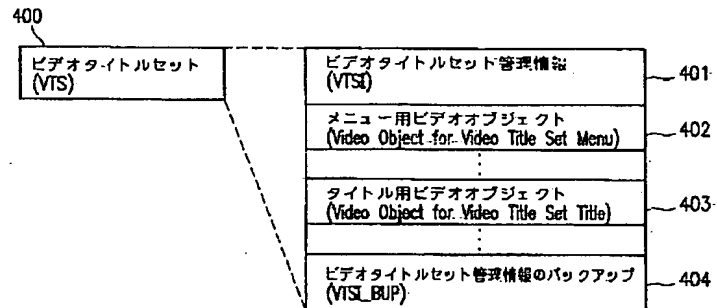 400
ビデオタイトルセット
(VTS)
ビデオタイトルセット管理情報
(VTSI)
401
メニュー用ビデオオブジェクト
(Video Object for Video Title Set Menu)
402
タイトル用ビデオオブジェクト
(Video Object for Video Title Set Title)
403
ビデオタイトルセット管理情報のバックアップ
(VTSI_BUP)
404